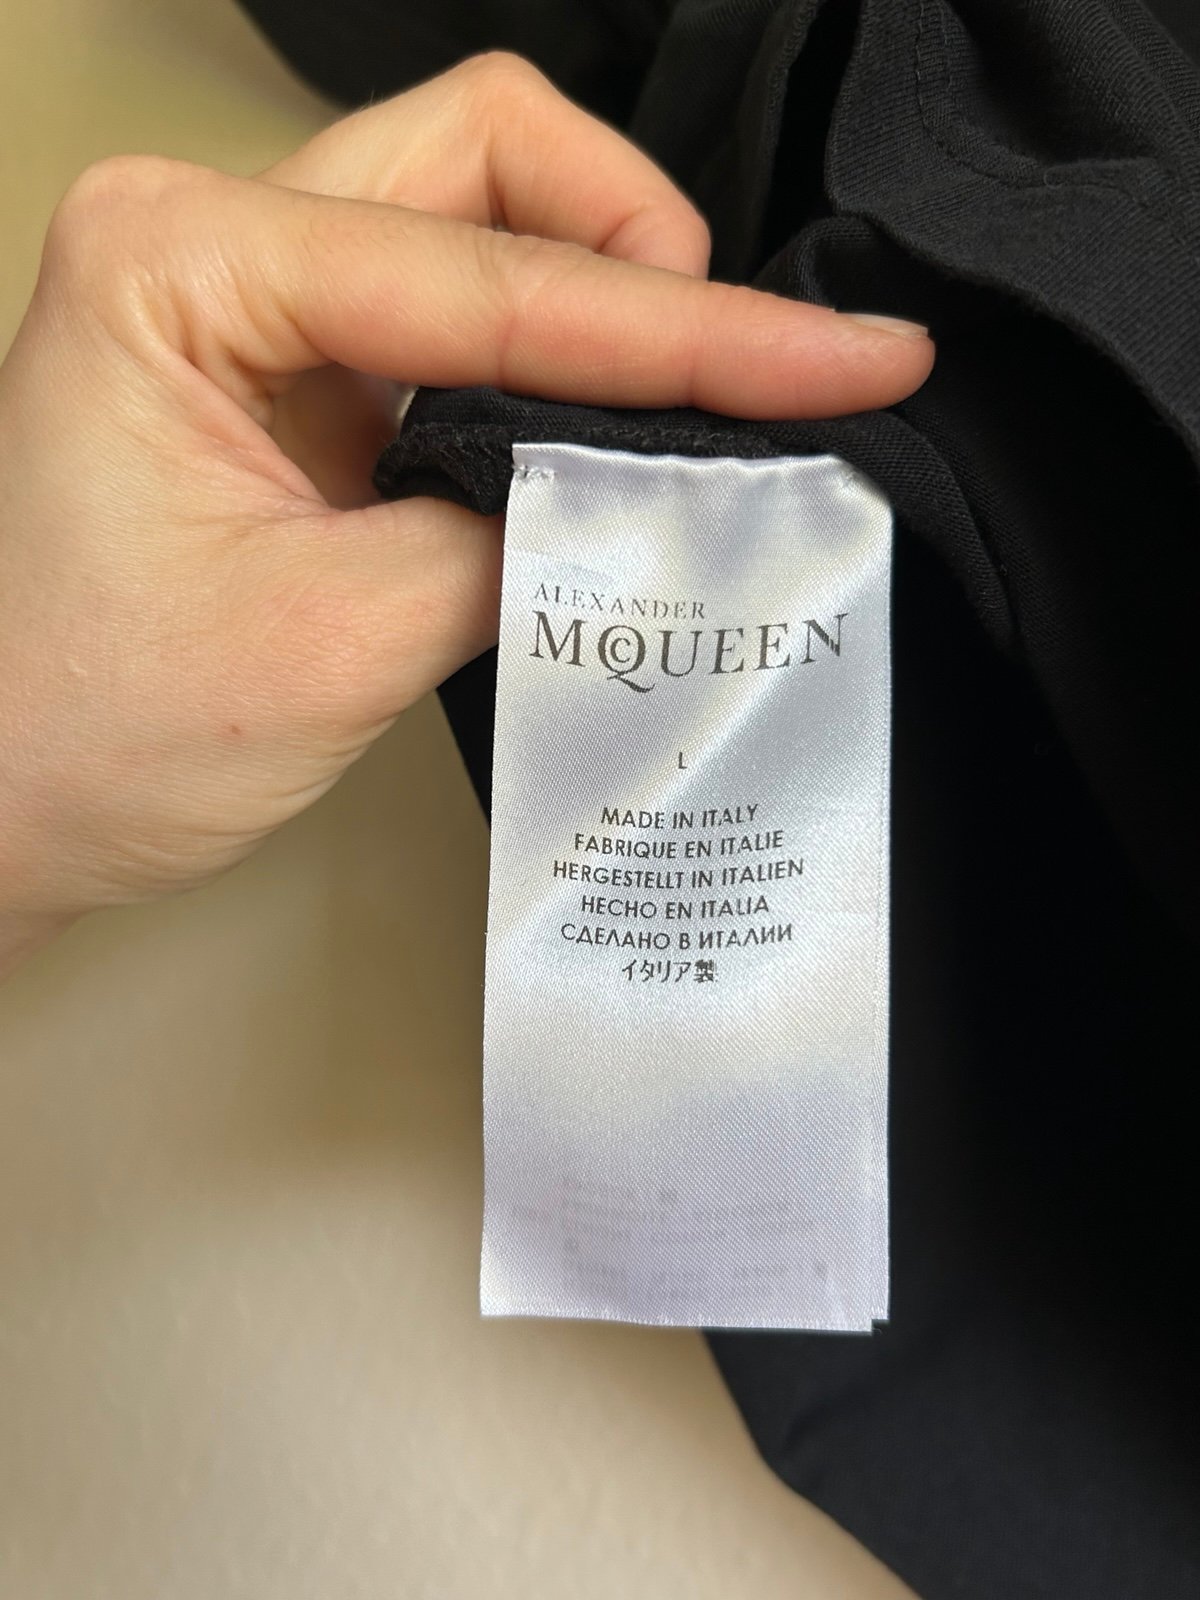 ALEXANDER
McQUEEN
L
MADE IN ITALY
FABRIQUE EN ITALIE
HERGESTELLT IN ITALIEN
HECHO EN ITALIA
СДЕЛАНО В ИТАЛИИ
イタリア製